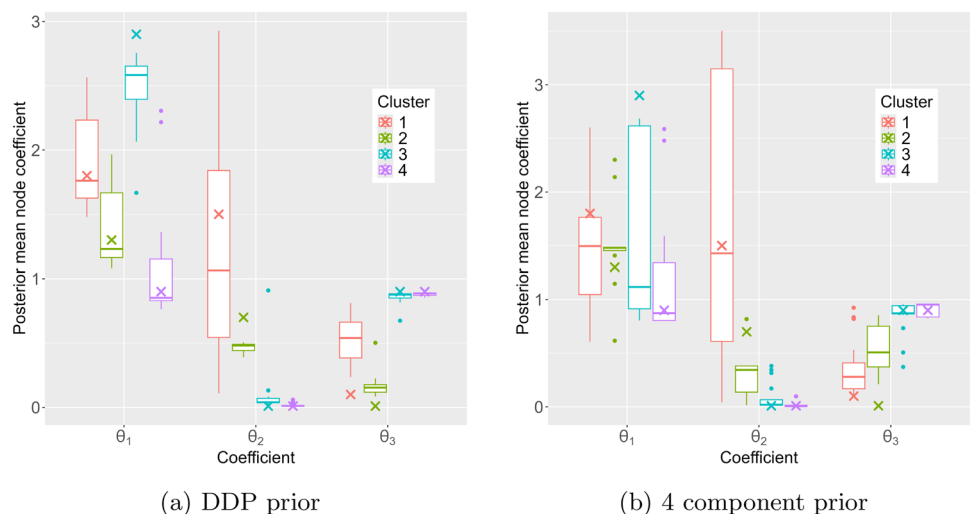 Posterior mean node coefficient
3
2
1
0
Cluster
1
2
3
4
θ1
θ2
θ3
Coefficient
(a) DDP prior
Posterior mean node coefficient
3
2
1
0
Cluster
1
2
3
4
θ1
θ2
θ3
Coefficient
(b) 4 component prior